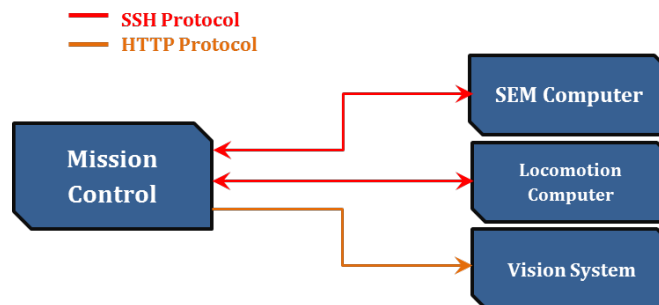 SSH Protocol
HTTP Protocol
SEM Computer
Mission
Control
Locomotion
Computer
Vision System